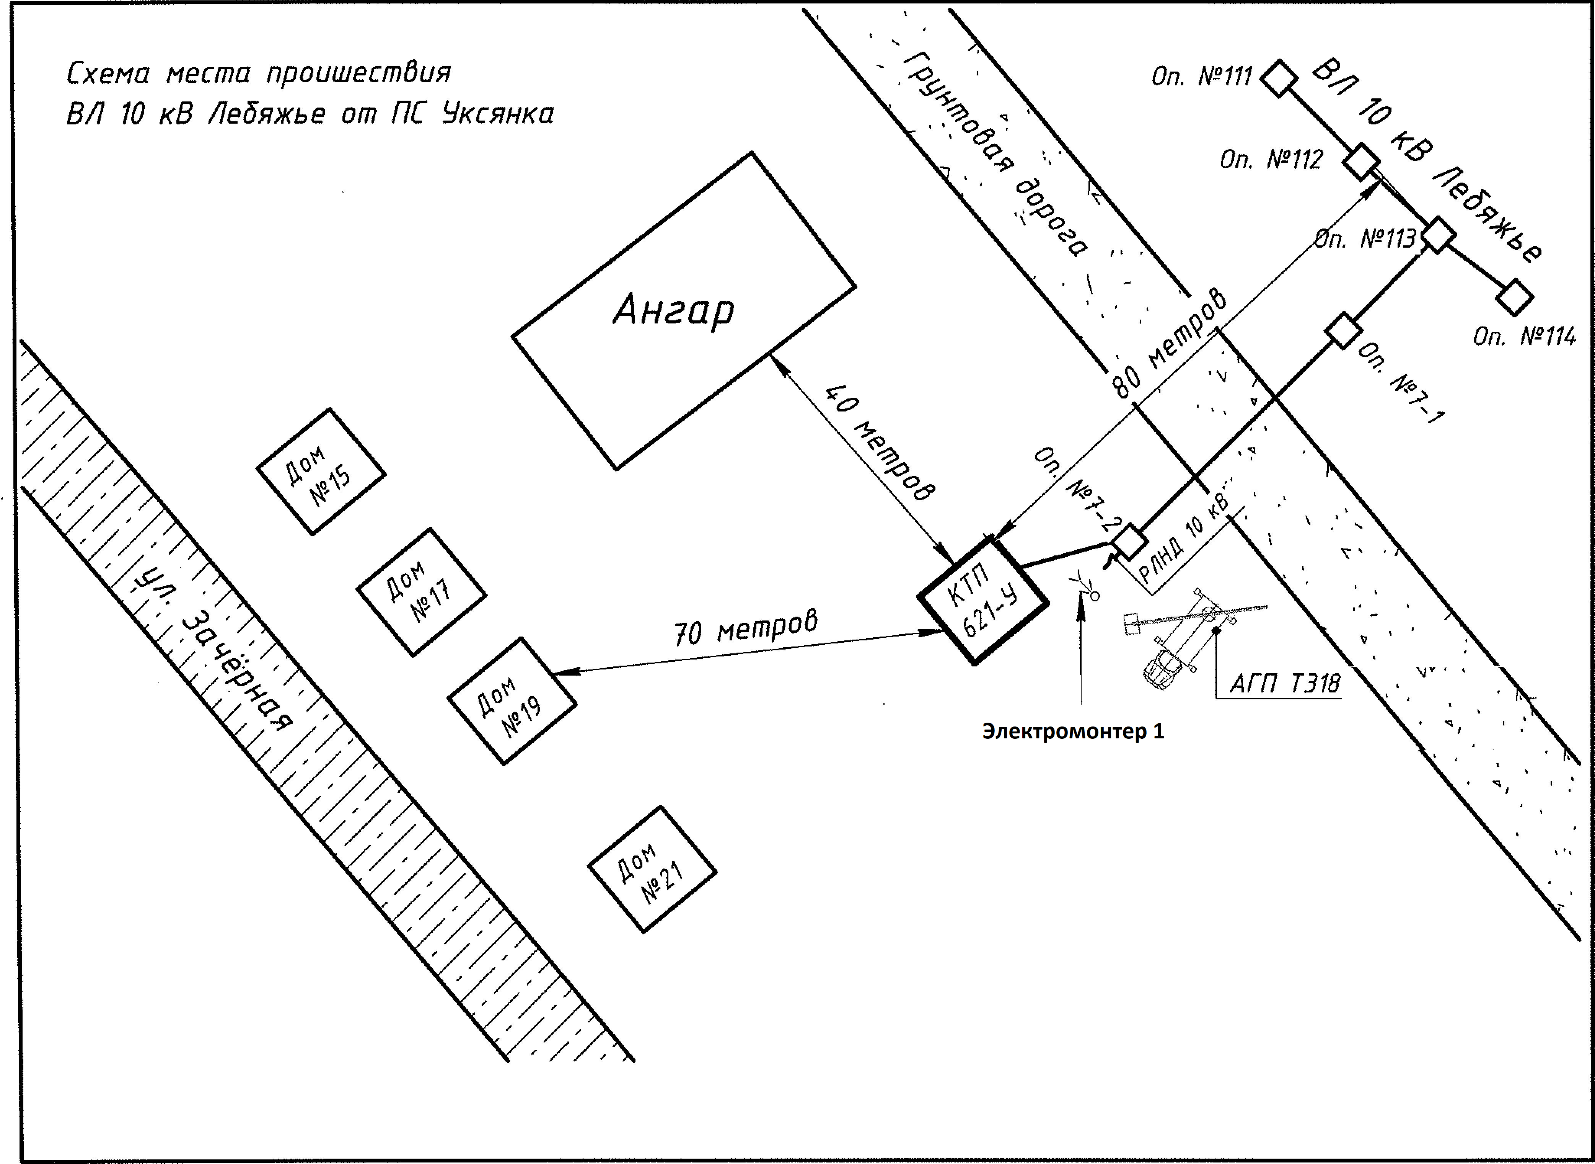 Схема места проишествия
ВЛ 10 кВ Лебяжье от ПС Уксянка
Грунтовая дорога
Оп. №111
ВЛ 10 кВ Лебяжье
Оп. №112
Оп. №113
Оп. №114
Оп. №7-1
Ангар
80 метров
40 метров
Оп. №7-2
РЛНД 10 кВ
Дом
№15
Дом
№17
КТП
621-У
70 метров
ул. Зачёрная
Дом
№19
АГП Т318
Электромонтер 1
Дом
№21